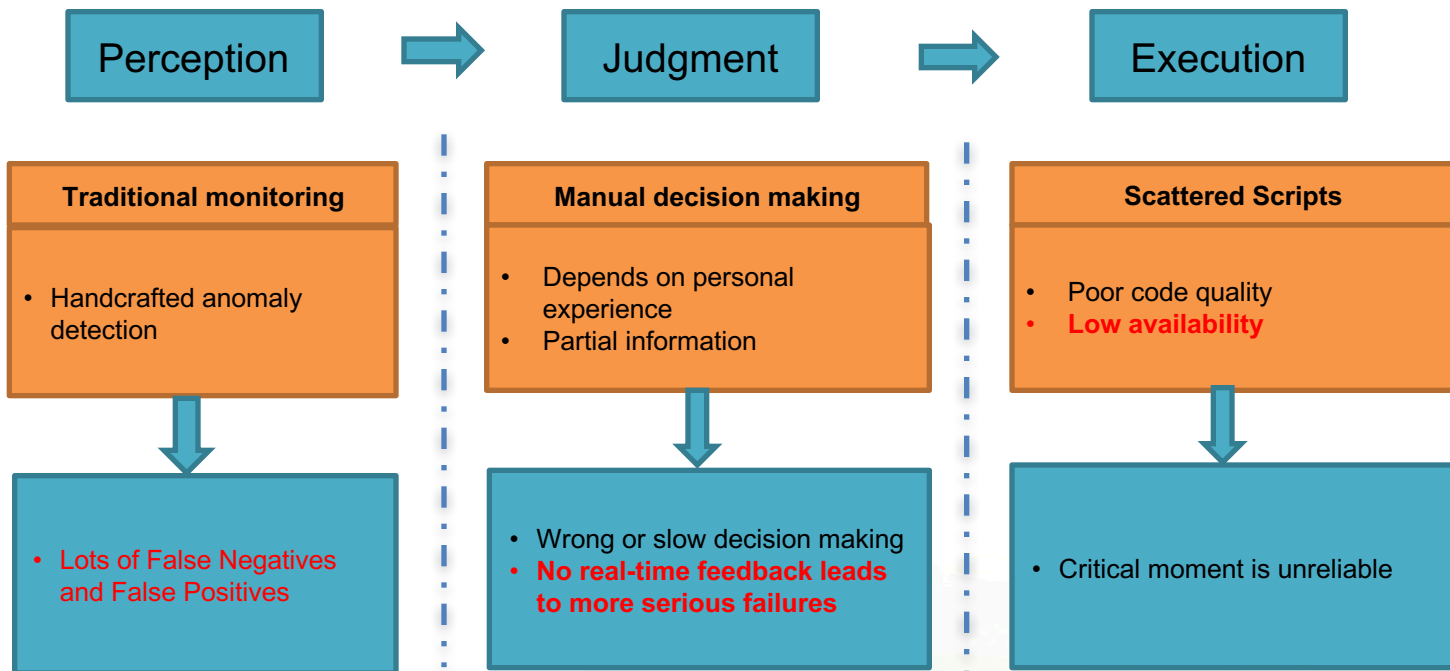 Perception
Judgment
Execution
Traditional monitoring
• Handcrafted anomaly
detection
• Lots of False Negatives
and False Positives
Manual decision making
• Depends on personal
experience
• Partial information
• Wrong or slow decision making
• No real-time feedback leads
to more serious failures
Scattered Scripts
• Poor code quality
• Low availability
• Critical moment is unreliable